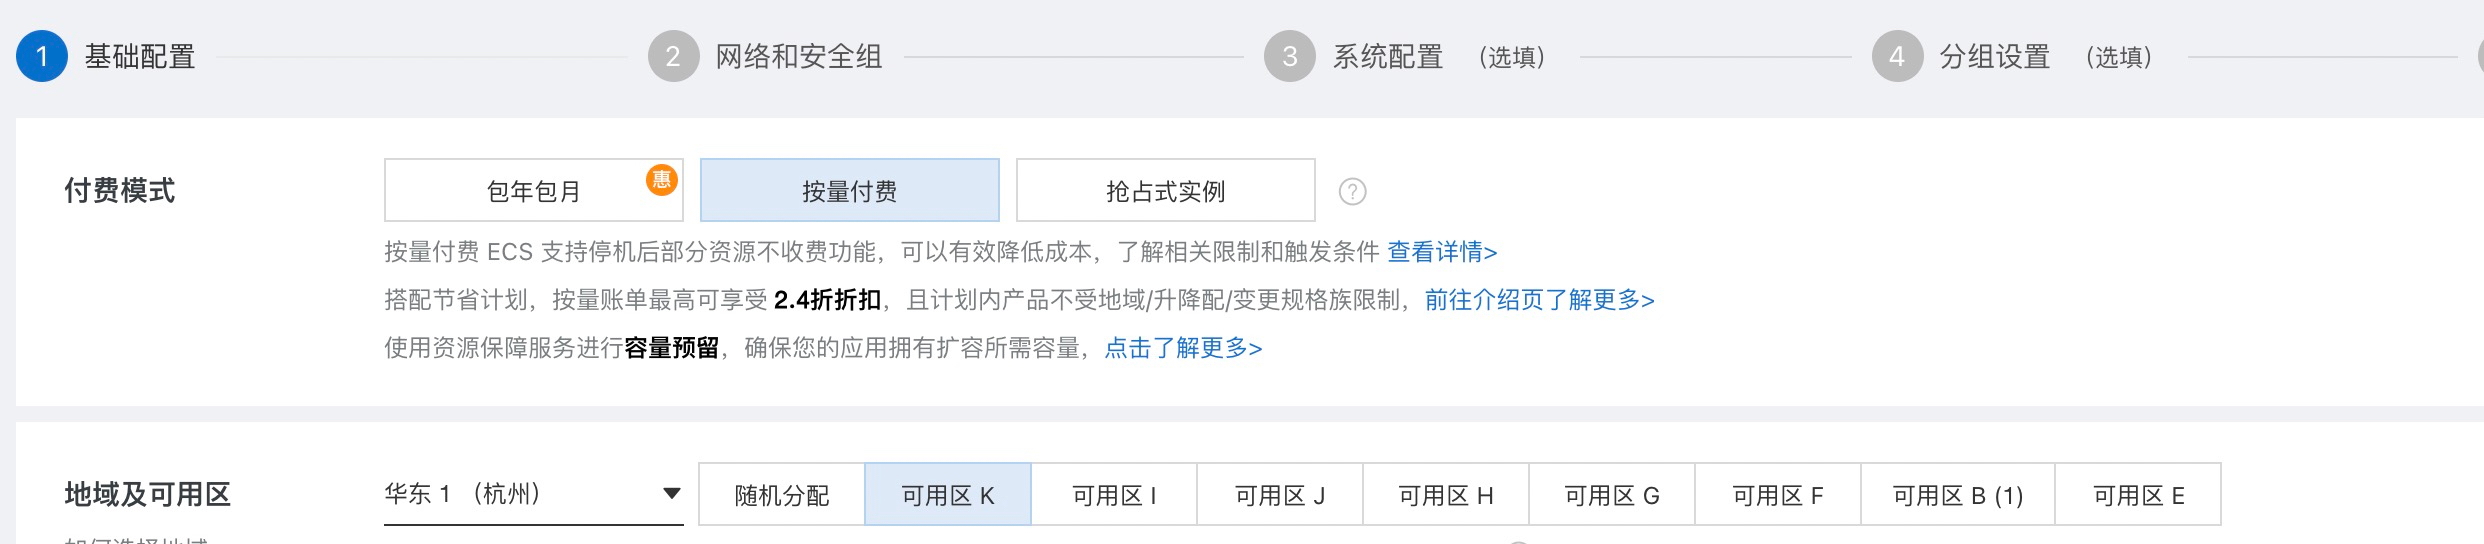 1 基础配置 2 网络和安全组 3 系统配置 (选填) 4 分组设置 (选填)
付费模式 包年包月 惠 按量付费 抢占式实例 ?
按量付费 ECS 支持停机后部分资源不收费功能，可以有效降低成本，了解相关限制和触发条件 查看详情>
搭配节省计划，按量账单最高可享受 2.4折折扣，且计划内产品不受地域/升降配/变更规格族限制，前往介绍页了解更多>
使用资源保障服务进行容量预留，确保您的应用拥有扩容所需容量，点击了解更多>
地域及可用区 华东 1 （杭州） 随机分配 可用区 K 可用区 I 可用区 J 可用区 H 可用区 G 可用区 F 可用区 B (1) 可用区 E
如何选择地域